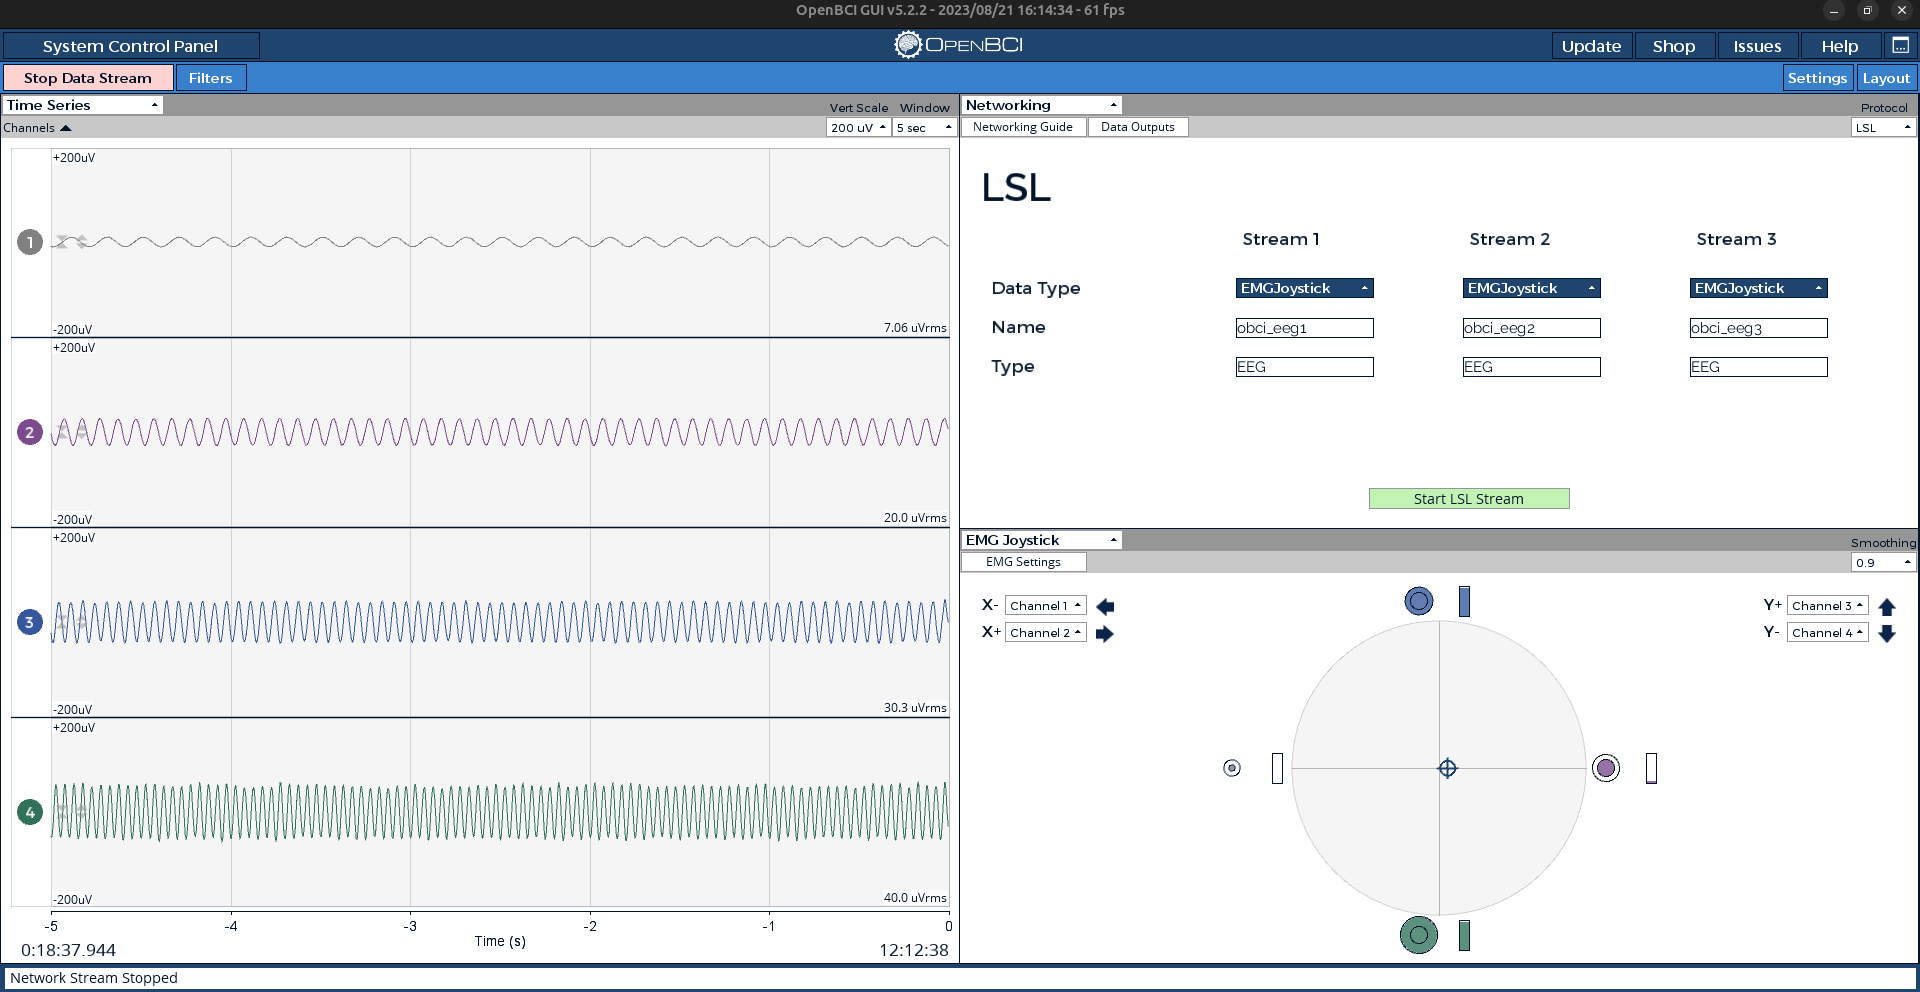 OpenBCI GUI v5.2.2 - 2023/08/21 16:14:34 - 61 fps
System Control Panel
OPENBCI
Update
Shop
Issues
Help
Stop Data Stream
Filters
Settings
Layout
Time Series
Vert Scale
Window
Channels
200 uV
5 sec
+200uV
1
-200uV
7.06 uVrms
+200uV
2
-200uV
20.0 uVrms
+200uV
3
-200uV
30.3 uVrms
+200uV
4
-200uV
40.0 uVrms
-5
-4
-3
-2
-1
0
Time (s)
0:18:37.944
12:12:38
Networking
Protocol
Networking Guide
Data Outputs
LSL
LSL
Stream 1
Stream 2
Stream 3
Data Type
EMGJoystick
EMGJoystick
EMGJoystick
Name
obci_eeg1
obci_eeg2
obci_eeg3
Type
EEG
EEG
EEG
Start LSL Stream
EMG Joystick
Smoothing
EMG Settings
0.9
X-
Channel 1
X+
Channel 2
Y+
Channel 3
Y-
Channel 4
Network Stream Stopped